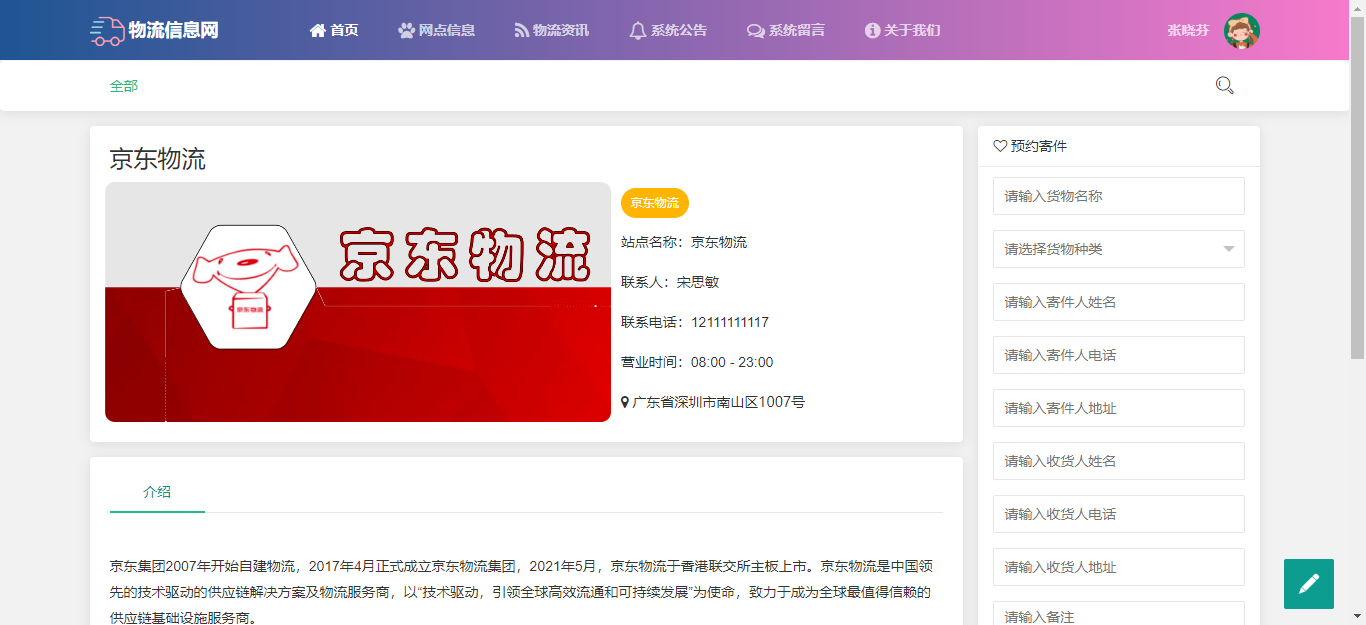 物流信息网
首页
网点信息
物流资讯
系统公告
系统留言
关于我们
张晓芬
全部
京东物流
京东物流
京东物流
京东物流
站点名称：京东物流
联系人：宋思敏
联系电话：12111111117
营业时间：08:00 - 23:00
广东省深圳市南山区1007号
介绍
京东集团2007年开始自建物流，2017年4月正式成立京东物流集团，2021年5月，京东物流于香港联交所主板上市。京东物流是中国领
先的技术驱动的供应链解决方案及物流服务商，以“技术驱动，引领全球高效流通和可持续发展”为使命，致力于成为全球最值得信赖的
供应链基础设施服务商。
预约寄件
请输入货物名称
请选择货物种类
请输入寄件人姓名
请输入寄件人电话
请输入寄件人地址
请输入收货人姓名
请输入收货人电话
请输入收货人地址
请输入备注